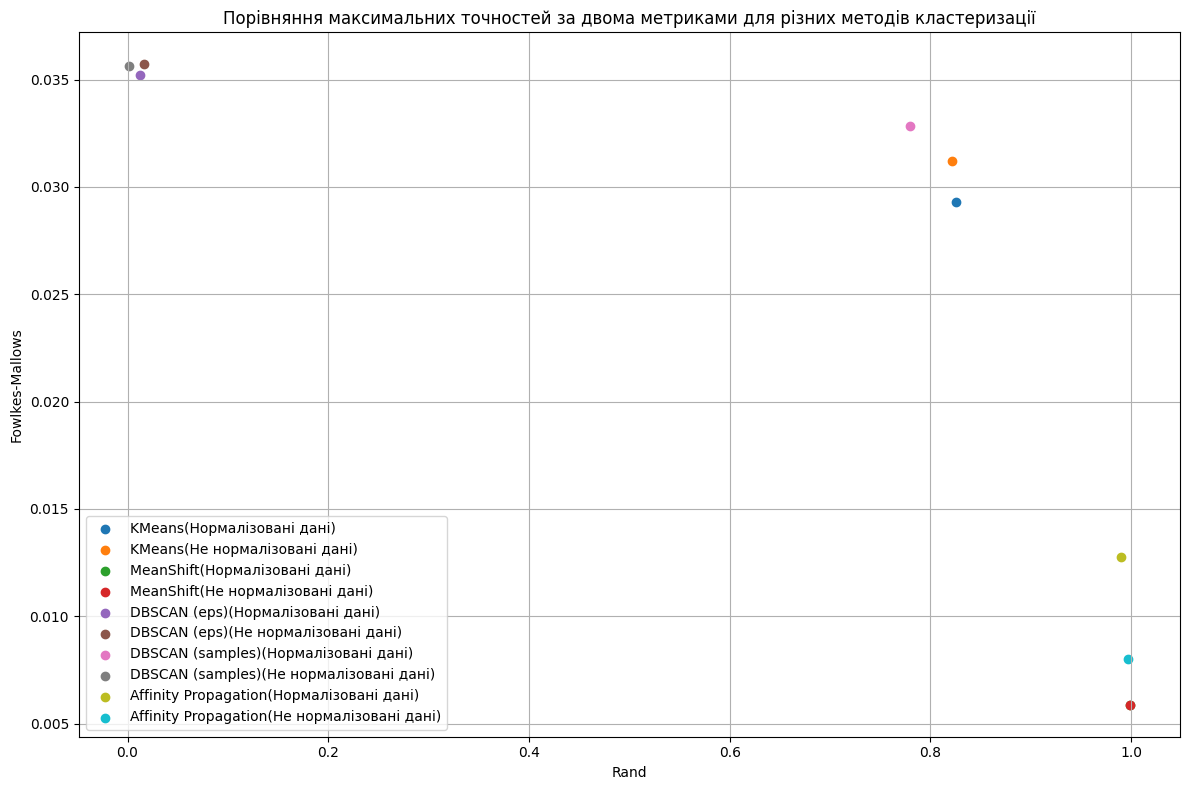 Порівняння максимальних точностей за двома метриками для різних методів кластеризації
0.035
0.030
0.025
0.020
0.015
0.010
0.005
Fowlkes-Mallows
KMeans(Нормалізовані дані)
KMeans(Не нормалізовані дані)
MeanShift(Нормалізовані дані)
MeanShift(Не нормалізовані дані)
DBSCAN (eps)(Нормалізовані дані)
DBSCAN (eps)(Не нормалізовані дані)
DBSCAN (samples)(Нормалізовані дані)
DBSCAN (samples)(Не нормалізовані дані)
Affinity Propagation(Нормалізовані дані)
Affinity Propagation(Не нормалізовані дані)
0.0 0.2 0.4 0.6 0.8 1.0
Rand